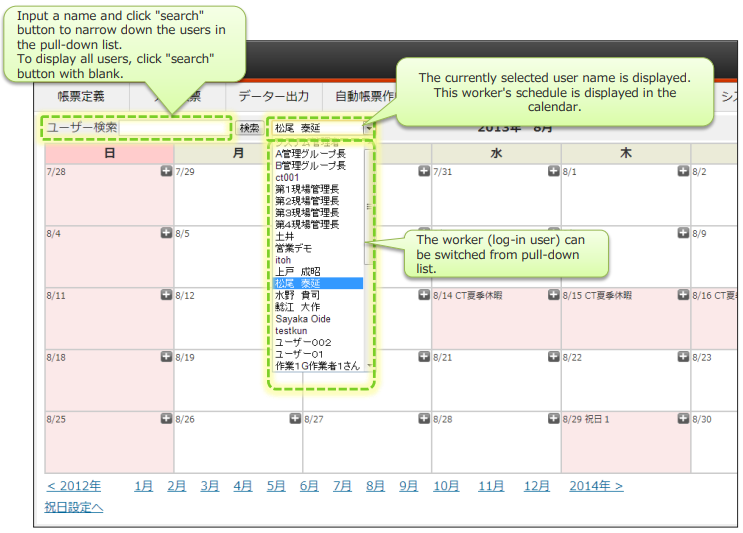 Input a name and click "search"
button to narrow down the users in
the pull-down list.
To display all users, click "search"
button with blank.
The currently selected user name is displayed.
This worker's schedule is displayed in the
calendar.
帳票定義
データー出力
自動帳票作
ユーザー検索
検索
松尾 泰延
2013年 8月
日
月
水
木
システム管理者
A管理グループ長
B管理グループ長
ct001
第1現場管理長
第2現場管理長
第3現場管理長
第4現場管理長
土井
営業デモ
itoh
上戸 成昭
松尾 泰延
水野 貴司
鯰江 大作
Sayaka Oide
testkun
ユーザー002
ユーザー01
作業1G作業者1さん
The worker (log-in user) can
be switched from pull-down
list.
7/28
7/29
7/31
8/1
8/2
8/4
8/5
8/9
8/11
8/12
8/14 CT夏季休暇
8/15 CT夏季休暇
8/16 CT夏季
8/18
8/19
8/21
8/22
8/23
8/25
8/26
8/27
8/28
8/29 祝日1
8/30
< 2012年 1月 2月 3月 4月 5月 6月 7月 8月 9月 10月 11月 12月 2014年 >
祝日設定へ